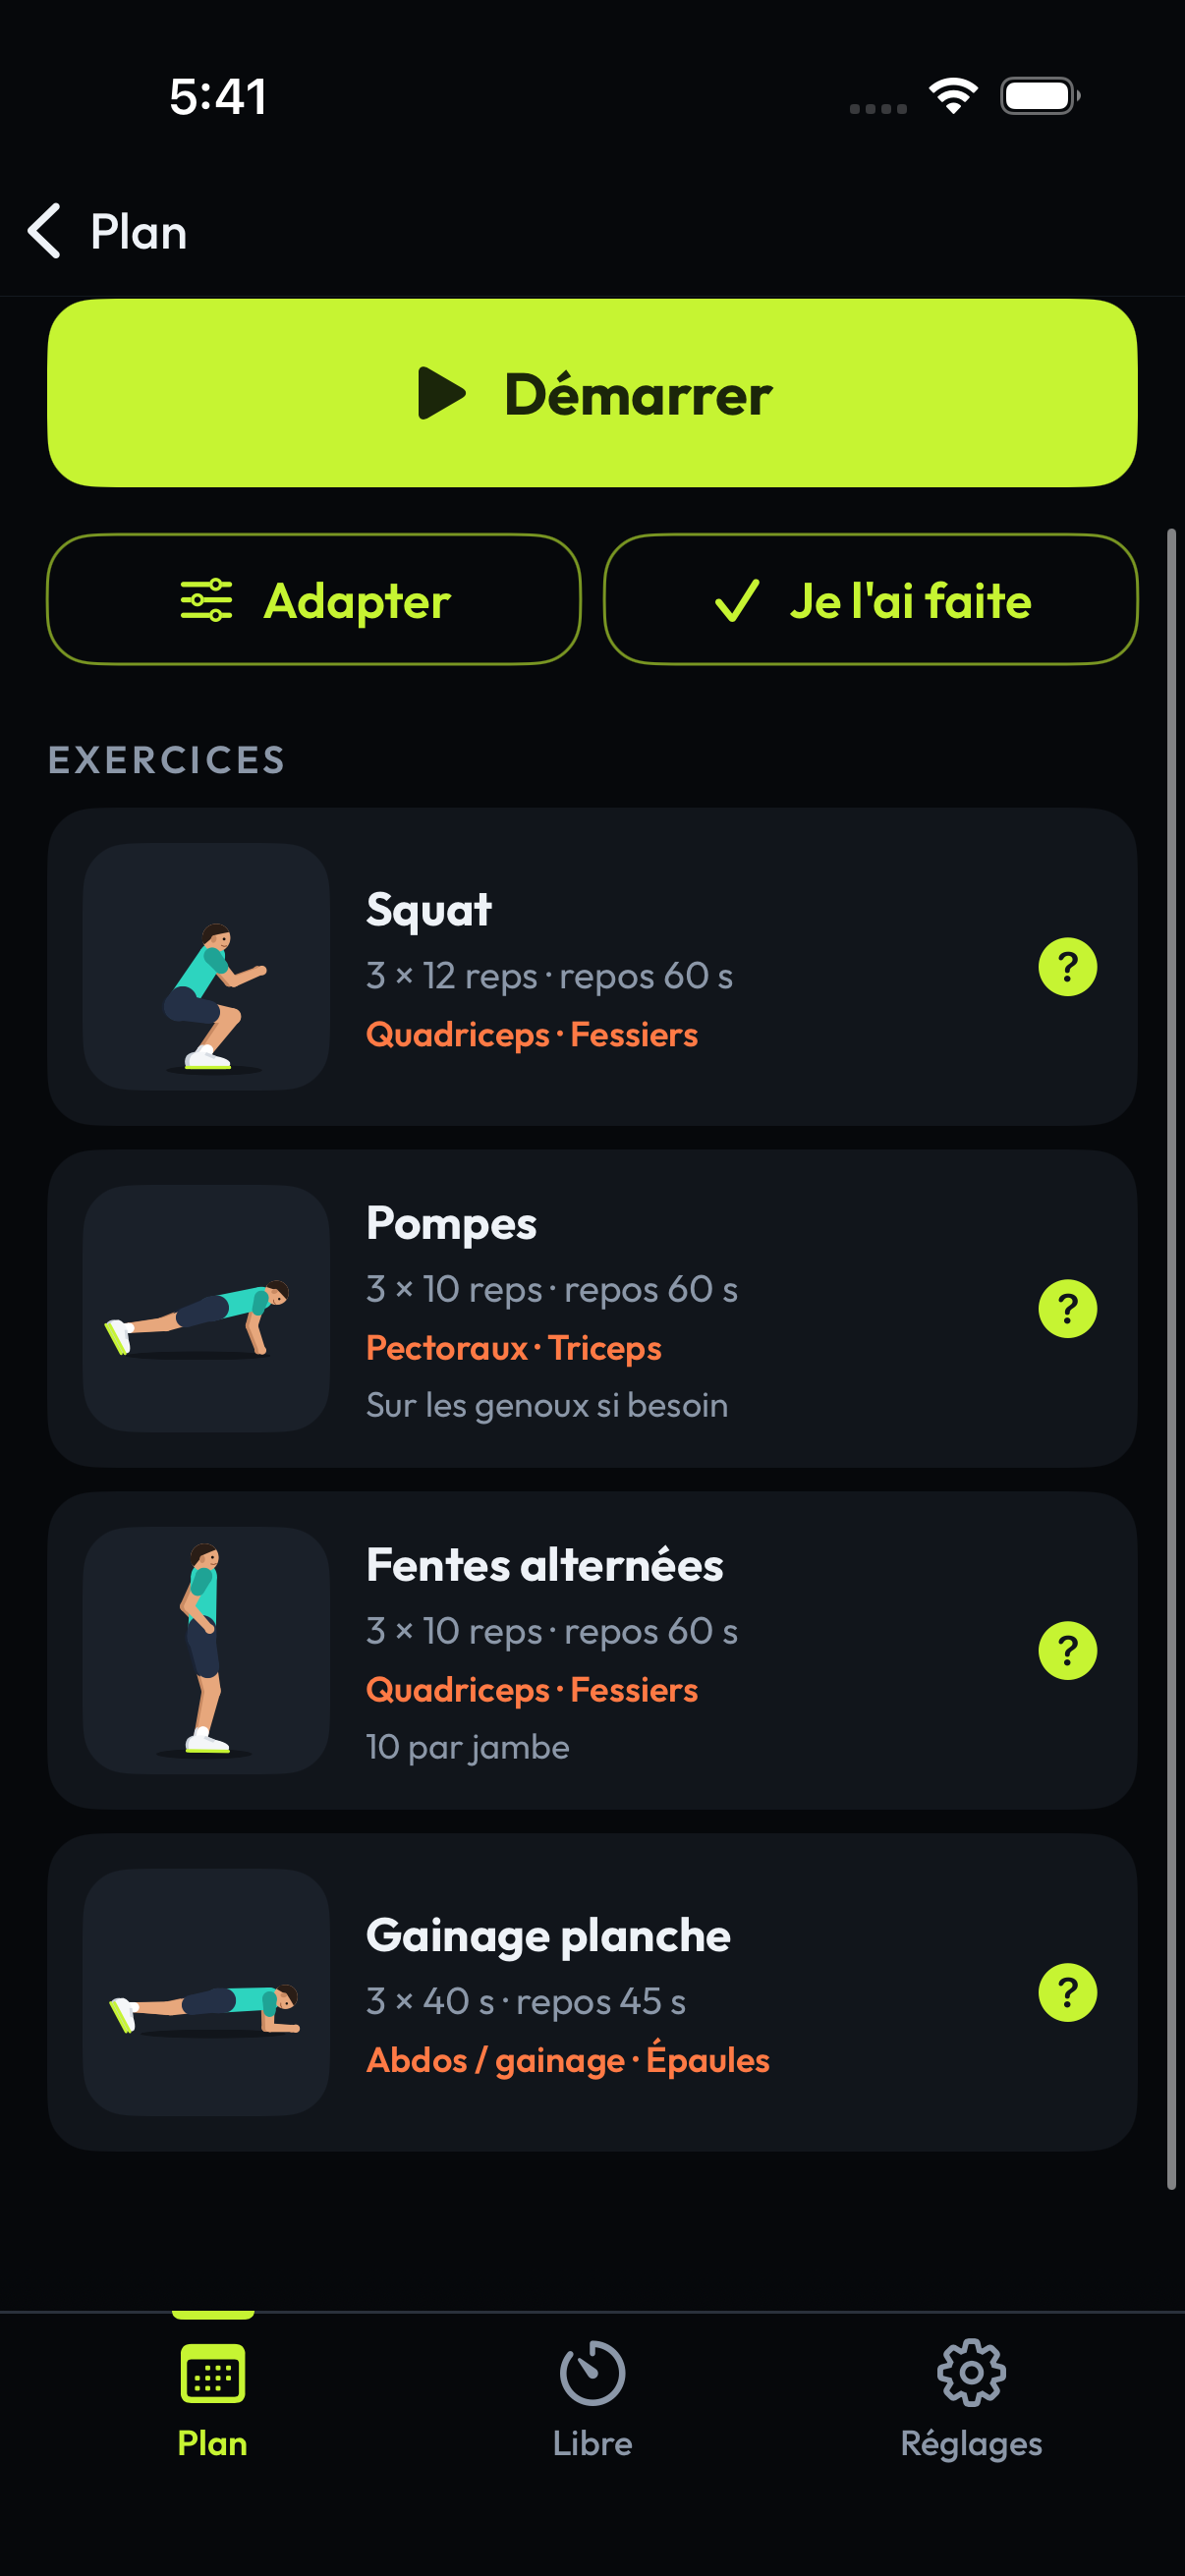 5:41
Plan
Démarrer
Adapter
Je l'ai faite
EXERCICES
Squat
3 × 12 reps · repos 60 s
Quadriceps · Fessiers
?
Pompes
3 × 10 reps · repos 60 s
Pectoraux · Triceps
Sur les genoux si besoin
?
Fentes alternées
3 × 10 reps · repos 60 s
Quadriceps · Fessiers
10 par jambe
?
Gainage planche
3 × 40 s · repos 45 s
Abdos / gainage · Épaules
?
Plan
Libre
Réglages